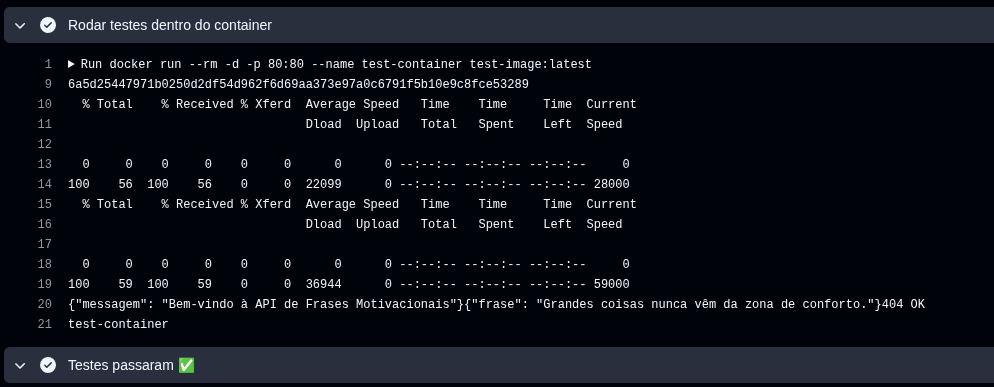 Rodar testes dentro do container
1 Run docker run --rm -d -p 80:80 --name test-container test-image:latest
9 6a5d25447971b0250d2df54d962f6d69aa373e97a0c6791f5b10e9c8fce53289
10 % Total % Received % Xferd Average Speed Time Time Time Current
11 Dload Upload Total Spent Left Speed
12
13 0 0 0 0 0 0 0 0 --:--:-- --:--:-- --:--:-- 0
14 100 56 100 56 0 0 22099 0 --:--:-- --:--:-- --:--:-- 28000
15 % Total % Received % Xferd Average Speed Time Time Time Current
16 Dload Upload Total Spent Left Speed
17
18 0 0 0 0 0 0 0 0 --:--:-- --:--:-- --:--:-- 0
19 100 59 100 59 0 0 36944 0 --:--:-- --:--:-- --:--:-- 59000
20 {"messagem": "Bem-vindo à API de Frases Motivacionais"}{"frase": "Grandes coisas nunca vêm da zona de conforto."}404 OK
21 test-container
Testes passaram ✅